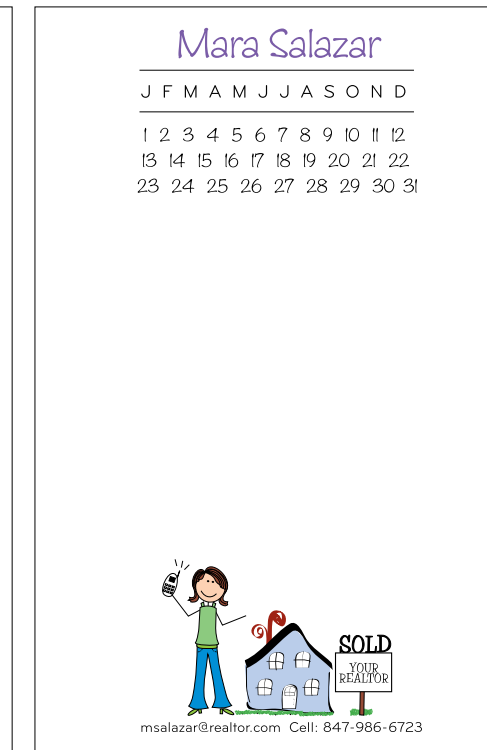 Mara Salazar
J F M A M J J A S O N D
1 2 3 4 5 6 7 8 9 10 11 12
13 14 15 16 17 18 19 20 21 22
23 24 25 26 27 28 29 30 31
SOLD
YOUR
REALTOR
msalazar@realtor.com Cell: 847-986-6723